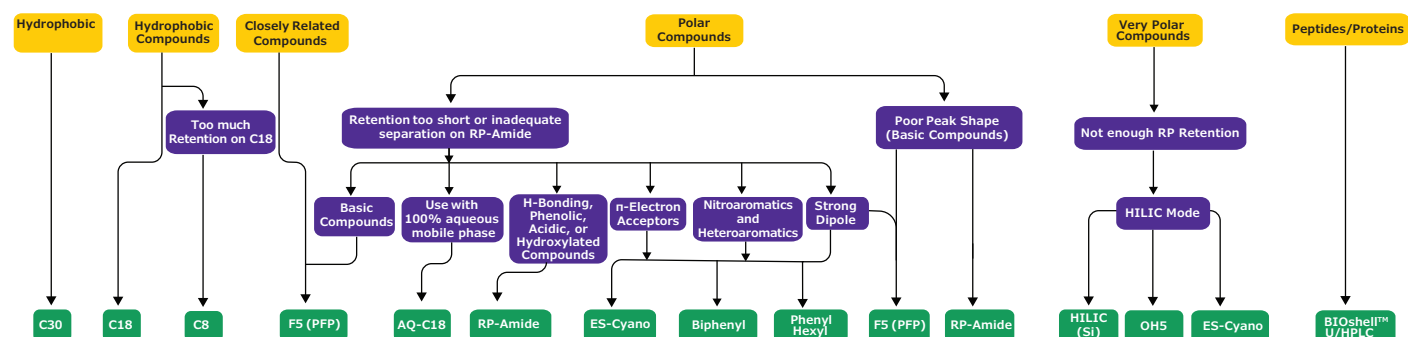 Hydrophobic
Hydrophobic
Compounds
Closely Related
Compounds
Polar
Compounds
Very Polar
Compounds
Peptides/Proteins
Too much
Retention on C18
Retention too short or inadequate
separation on RP-Amide
Poor Peak Shape
(Basic Compounds)
Not enough RP Retention
Basic
Compounds
Use with
100% aqueous
mobile phase
H-Bonding,
Phenolic,
Acidic, or
Hydroxylated
Compounds
π-Electron
Acceptors
Nitroaromatics
and
Heteroaromatics
Strong
Dipole
HILIC Mode
C30
C18
C8
F5 (PFP)
AQ-C18
RP-Amide
ES-Cyano
Biphenyl
Phenyl
Hexyl
F5 (PFP)
RP-Amide
HILIC
(Si)
OH5
ES-Cyano
BIOshell™
U/HPLC